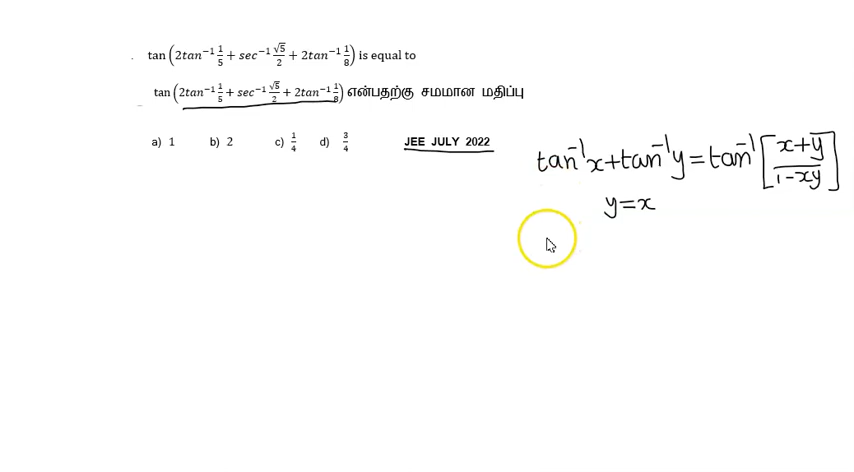 tan (2tan⁻¹ 1/5 + sec⁻¹ √5/2 + 2tan⁻¹ 1/8) is equal to
tan (2tan⁻¹ 1/5 + sec⁻¹ √5/2 + 2tan⁻¹ 1/8) என்பதற்கு சமமான மதிப்பு
a) 1 b) 2 c) 1/4 d) 3/4 JEE JULY 2022
tan⁻¹x + tan⁻¹y = tan⁻¹ [x+y / 1-xy]
y = x